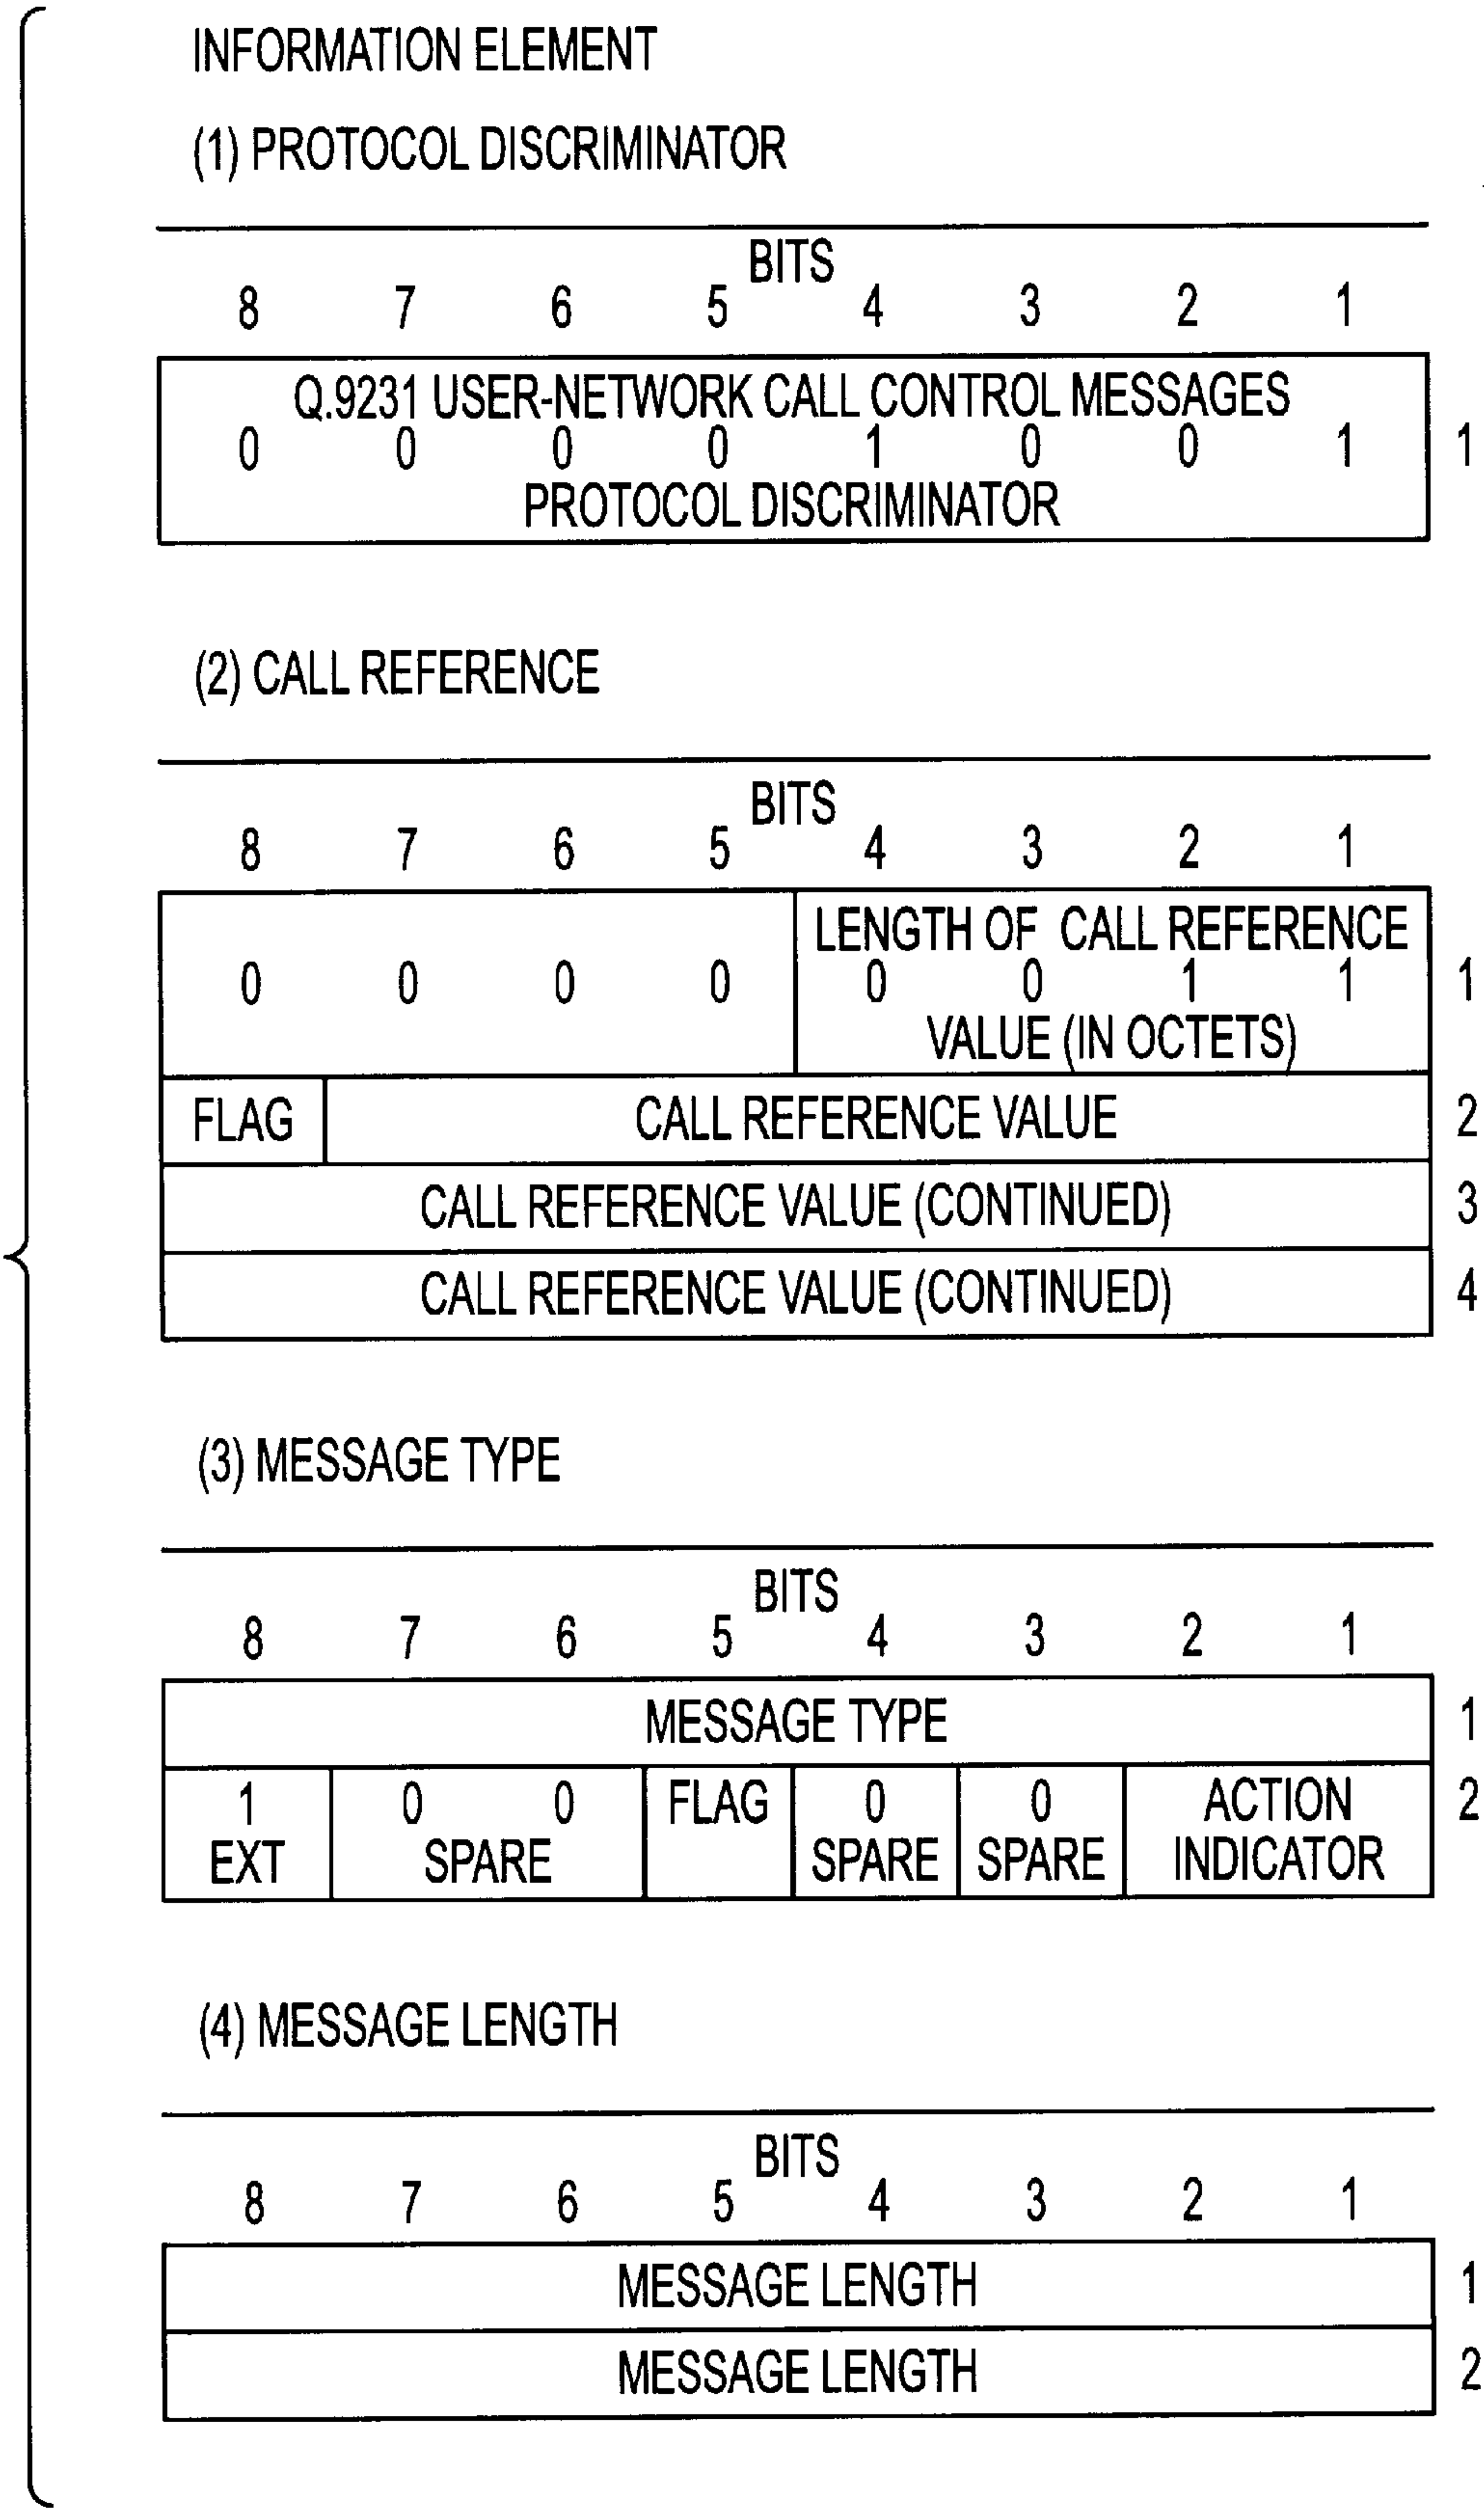 INFORMATION ELEMENT
(1) PROTOCOL DISCRIMINATOR
BITS
8 7 6 5 4 3 2 1
Q.9231 USER-NETWORK CALL CONTROL MESSAGES
0 0 0 0 1 0 0 1 1
PROTOCOL DISCRIMINATOR
(2) CALL REFERENCE
BITS
8 7 6 5 4 3 2 1
LENGTH OF CALL REFERENCE
0 0 0 0 0 0 1 1 1
VALUE (IN OCTETS)
FLAG CALL REFERENCE VALUE 2
CALL REFERENCE VALUE (CONTINUED) 3
CALL REFERENCE VALUE (CONTINUED) 4
(3) MESSAGE TYPE
BITS
8 7 6 5 4 3 2 1
MESSAGE TYPE 1
1 0 0 FLAG 0 0 ACTION 2
EXT SPARE SPARE SPARE INDICATOR
(4) MESSAGE LENGTH
BITS
8 7 6 5 4 3 2 1
MESSAGE LENGTH 1
MESSAGE LENGTH 2